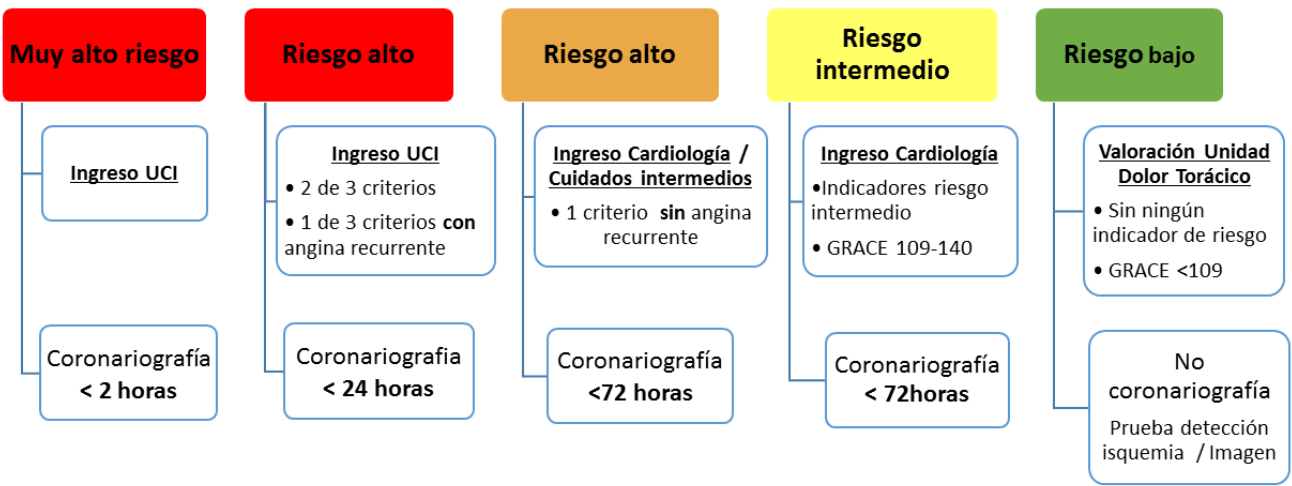 Muy alto riesgo
Ingreso UCI
Coronariografía
< 2 horas
Riesgo alto
Ingreso UCI
• 2 de 3 criterios
• 1 de 3 criterios con
angina recurrente
Coronariografia
< 24 horas
Riesgo alto
Ingreso Cardiología /
Cuidados intermedios
• 1 criterio sin angina
recurrente
Coronariografía
<72 horas
Riesgo
intermedio
Ingreso Cardiología
•Indicadores riesgo
intermedio
• GRACE 109-140
Coronariografía
< 72horas
Riesgo bajo
Valoración Unidad
Dolor Torácico
• Sin ningún
indicador de riesgo
• GRACE <109
No
coronariografía
Prueba detección
isquemia / Imagen